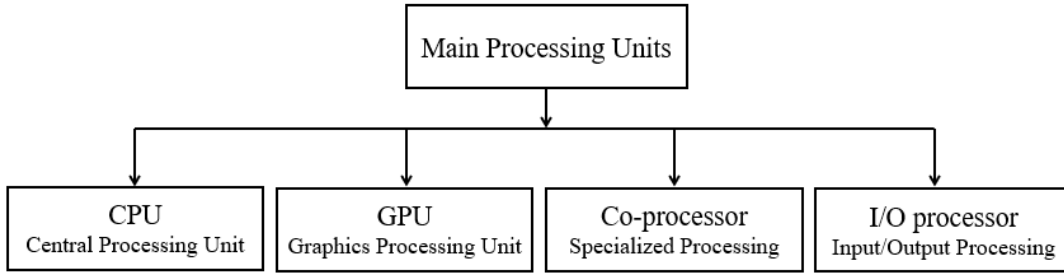 Main Processing Units
CPU
Central Processing Unit
GPU
Graphics Processing Unit
Co-processor
Specialized Processing
I/O processor
Input/Output Processing